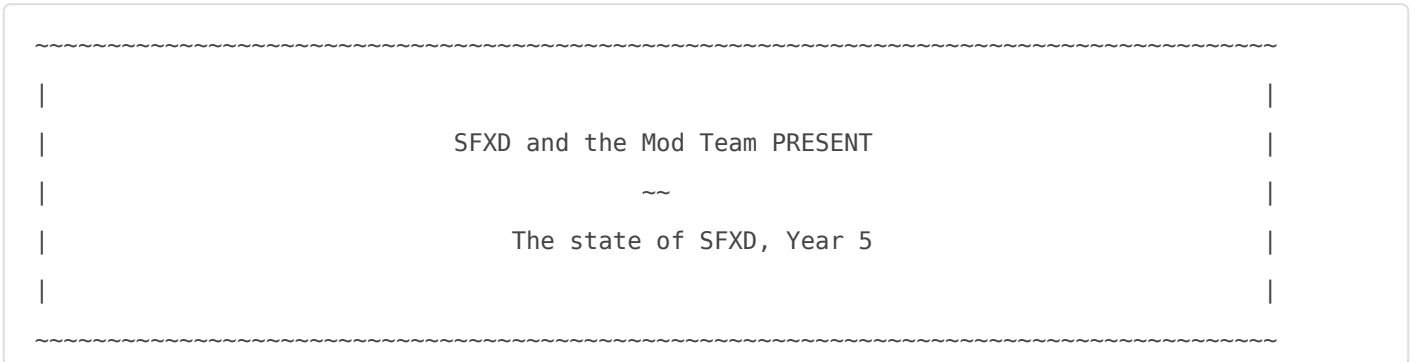 ~~~~~~~~~~~~~~~~~~~~~~~~~~~~~~~~~~~~~~~~~~~~~~~~~~~~~~~~~~~~~~~~~~~~~~~~~~~~~~~~~~~~~~
|                                                                                    |
|                            SFXD and the Mod Team PRESENT                           |
|                                         ~~                                         |
|                                The state of SFXD, Year 5                           |
|                                                                                    |
~~~~~~~~~~~~~~~~~~~~~~~~~~~~~~~~~~~~~~~~~~~~~~~~~~~~~~~~~~~~~~~~~~~~~~~~~~~~~~~~~~~~~~